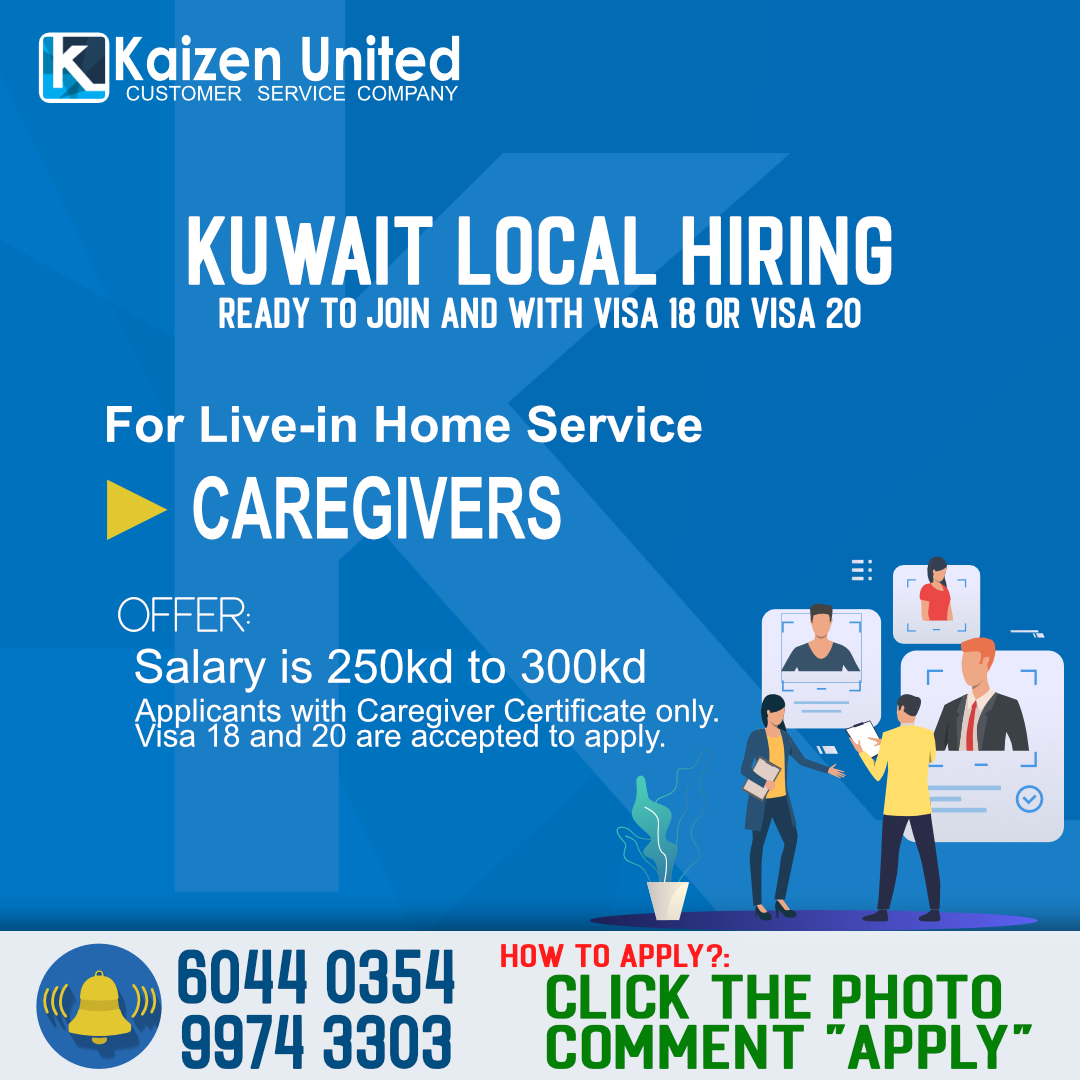 Kaizen United
CUSTOMER SERVICE COMPANY
KUWAIT LOCAL HIRING
READY TO JOIN AND WITH VISA 18 OR VISA 20
For Live-in Home Service
CAREGIVERS
OFFER:
Salary is 250kd to 300kd
Applicants with Caregiver Certificate only.
Visa 18 and 20 are accepted to apply.
6044 0354
9974 3303
HOW TO APPLY?:
CLICK THE PHOTO
COMMENT "APPLY"